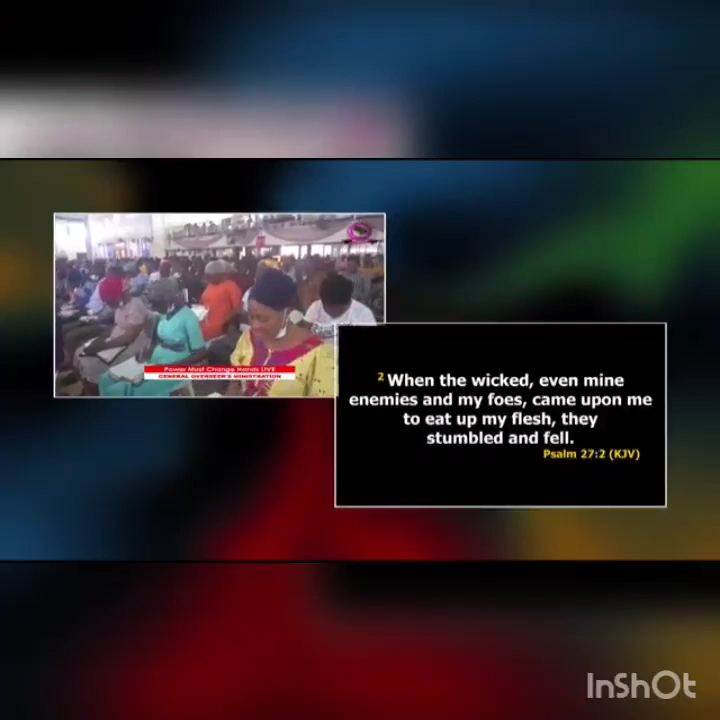 Power Must Change Hands LIVE
GENERAL OVERSEER'S MINISTRATION
2 When the wicked, even mine
enemies and my foes, came upon me
to eat up my flesh, they
stumbled and fell.
Psalm 27:2 (KJV)
InShOt